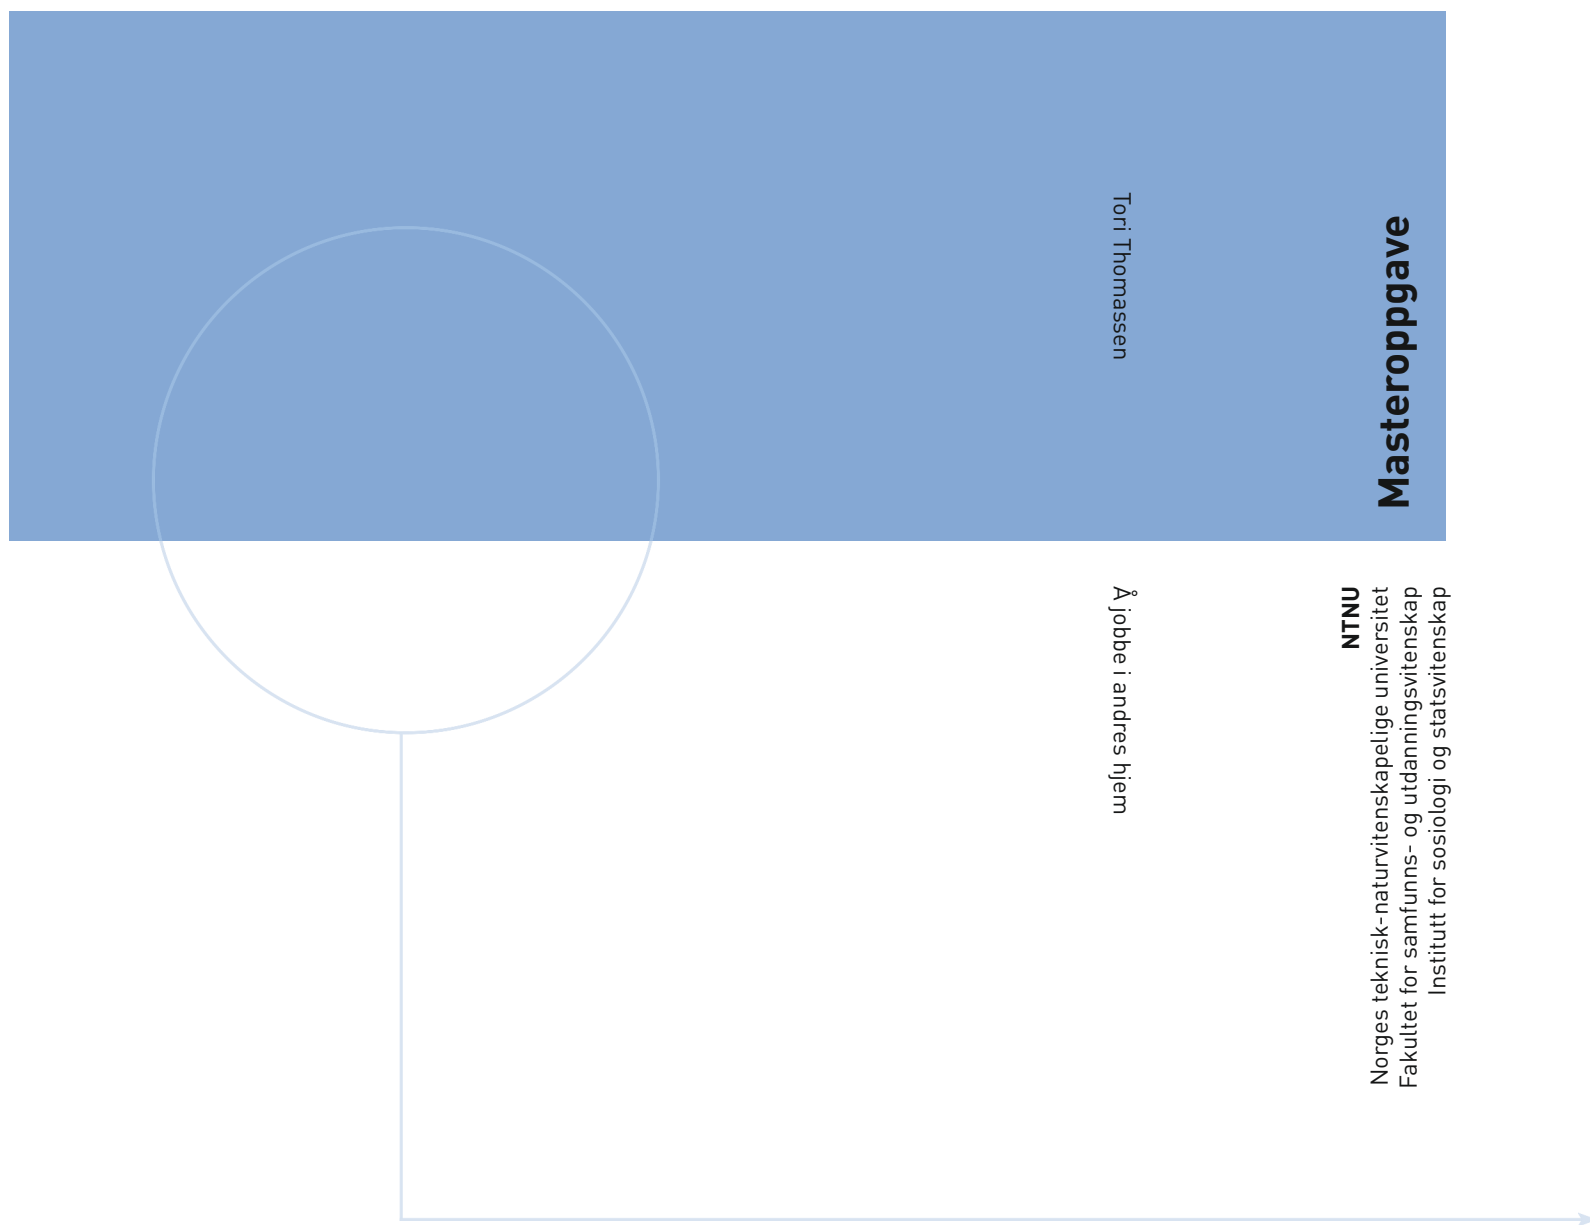 Tori Thomassen
Å jobbe i andres hjem
Masteroppgave
NTNU
Norges teknisk-naturvitenskapelige universitet
Fakultet for samfunns- og utdanningsvitenskap
Institutt for sosiologi og statsvitenskap